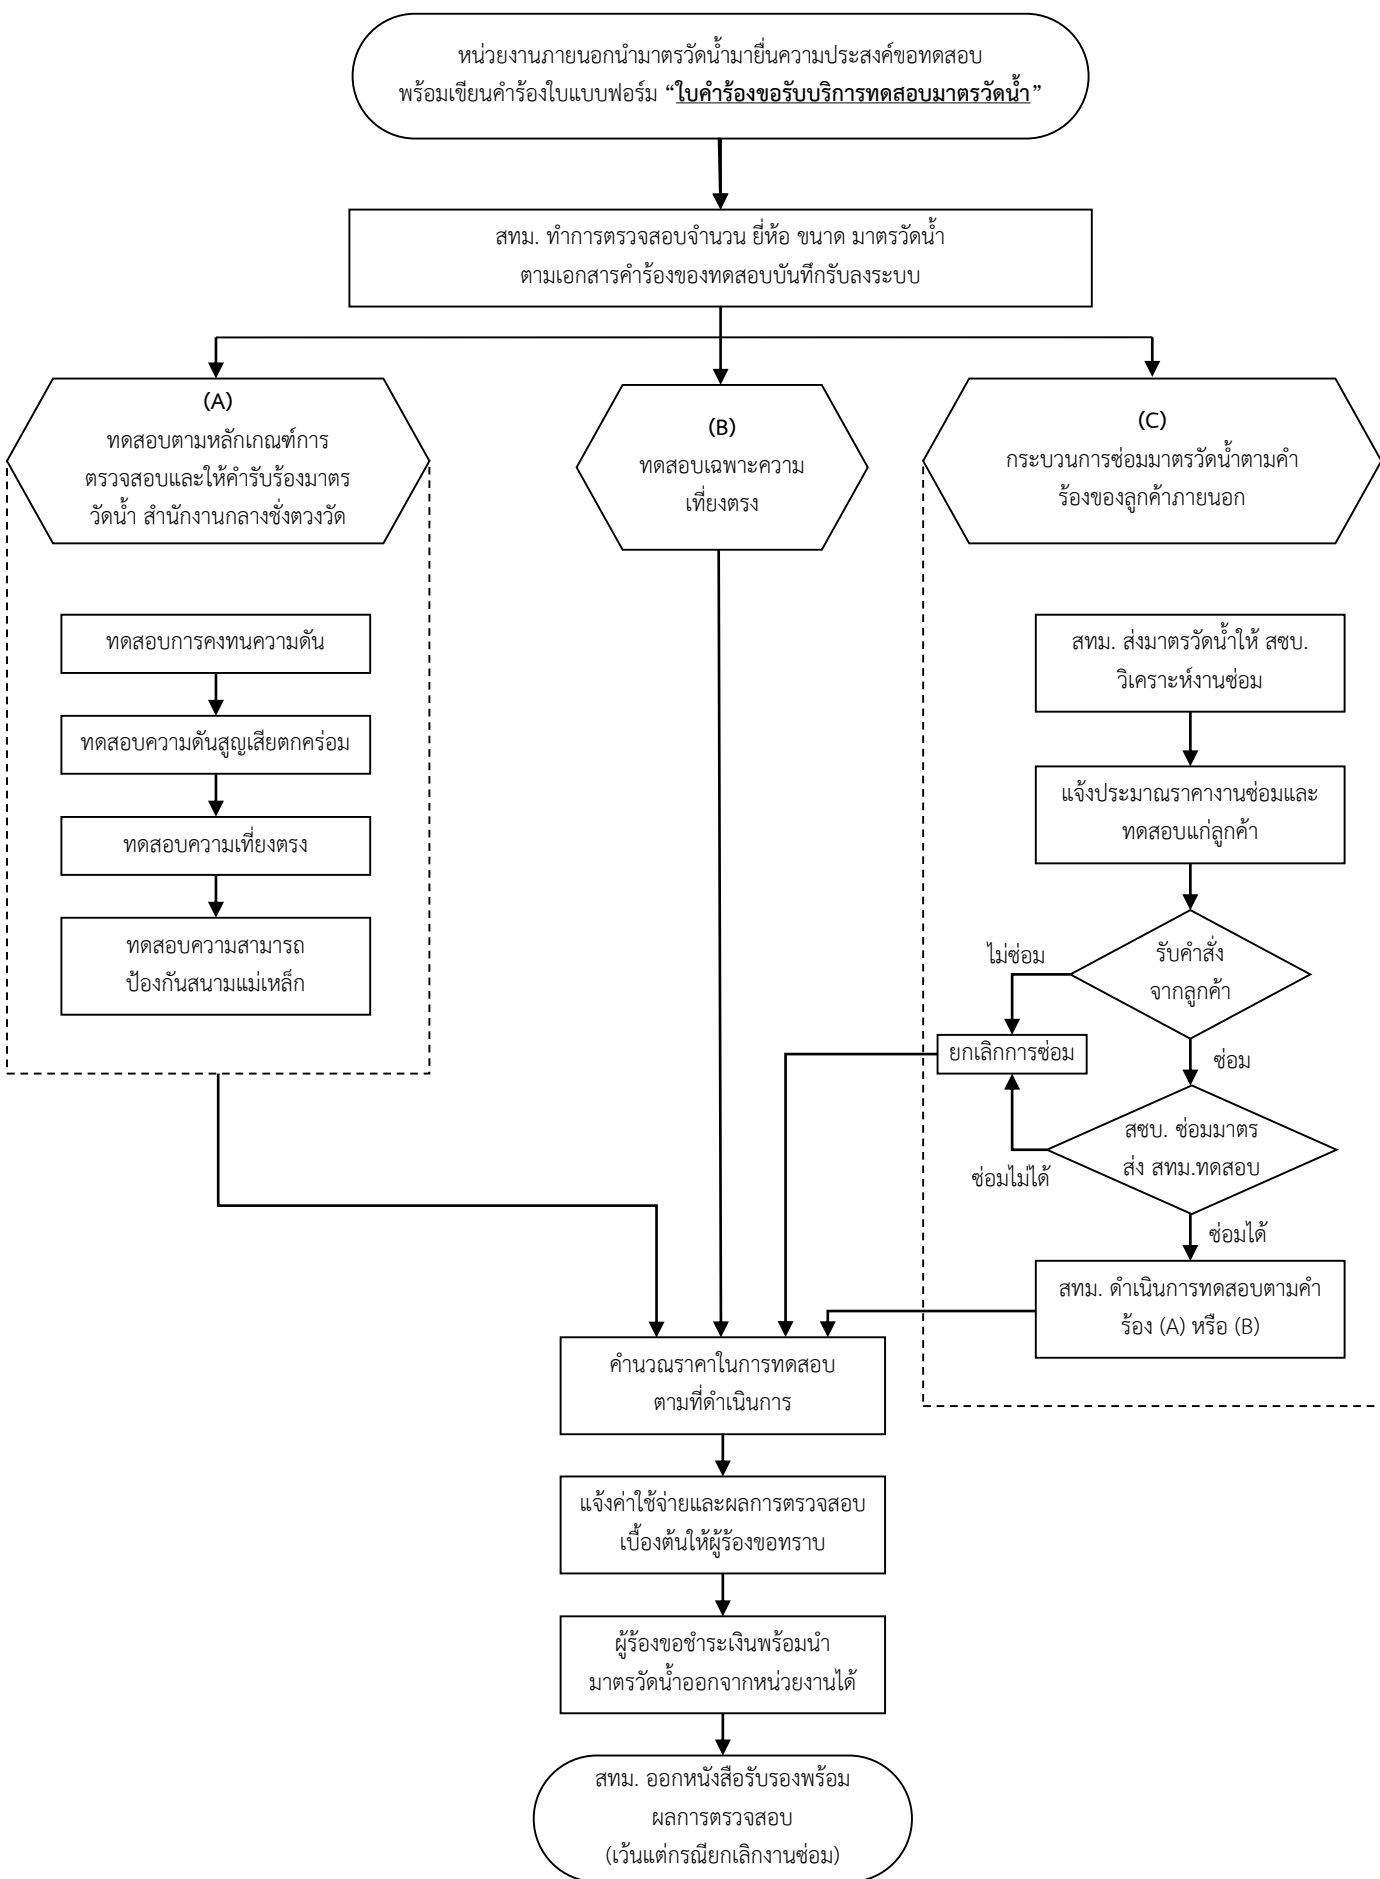 หน่วยงานภายนอกนำมาตรวัดน้ำมายื่นความประสงค์ขอทดสอบ
พร้อมเขียนคำร้องใบแบบฟอร์ม “ใบคำร้องขอรับบริการทดสอบมาตรวัดน้ำ”
สทม. ทำการตรวจสอบจำนวน ยี่ห้อ ขนาด มาตรวัดน้ำ
ตามเอกสารคำร้องของทดสอบบันทึกรับลงระบบ
(A)
ทดสอบตามหลักเกณฑ์การ
ตรวจสอบและให้คำรับร้องมาตร
วัดน้ำ สำนักงานกลางชั่งตวงวัด
(B)
ทดสอบเฉพาะความ
เที่ยงตรง
(C)
กระบวนการซ่อมมาตรวัดน้ำตามคำ
ร้องของลูกค้าภายนอก
ทดสอบการคงทนความดัน
ทดสอบความดันสูญเสียตกคร่อม
ทดสอบความเที่ยงตรง
ทดสอบความสามารถ
ป้องกันสนามแม่เหล็ก
สทม. ส่งมาตรวัดน้ำให้ สซบ.
วิเคราะห์งานซ่อม
แจ้งประมาณราคางานซ่อมและ
ทดสอบแก่ลูกค้า
รับคำสั่ง
จากลูกค้า
ไม่ซ่อม
ยกเลิกการซ่อม
ซ่อม
สซบ. ซ่อมมาตร
ส่ง สทม.ทดสอบ
ซ่อมไม่ได้
ซ่อมได้
สทม. ดำเนินการทดสอบตามคำ
ร้อง (A) หรือ (B)
คำนวณราคาในการทดสอบ
ตามที่ดำเนินการ
แจ้งค่าใช้จ่ายและผลการตรวจสอบ
เบื้องต้นให้ผู้ร้องขอทราบ
ผู้ร้องขอชำระเงินพร้อมนำ
มาตรวัดน้ำออกจากหน่วยงานได้
สทม. ออกหนังสือรับรองพร้อม
ผลการตรวจสอบ
(เว้นแต่กรณียกเลิกงานซ่อม)